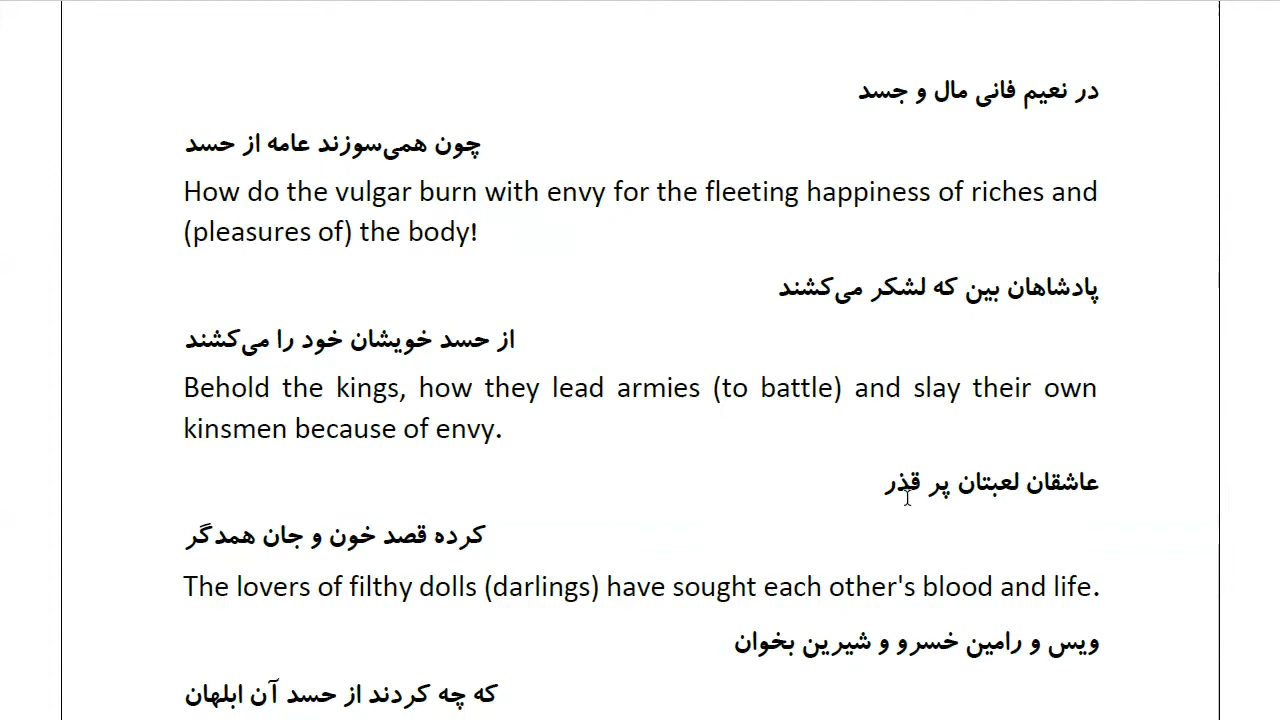 در نعیم فانی مال و جسد
چون همی‌سوزند عامه از حسد
How do the vulgar burn with envy for the fleeting happiness of riches and
(pleasures of) the body!
پادشاهان بین که لشکر می‌کشند
از حسد خویشان خود را می‌کشند
Behold the kings, how they lead armies (to battle) and slay their own
kinsmen because of envy.
عاشقان لعبتان پر قذر
کرده قصد خون و جان همدگر
The lovers of filthy dolls (darlings) have sought each other's blood and life.
ویس و رامین خسرو و شیرین بخوان
که چه کردند از حسد آن ابلهان